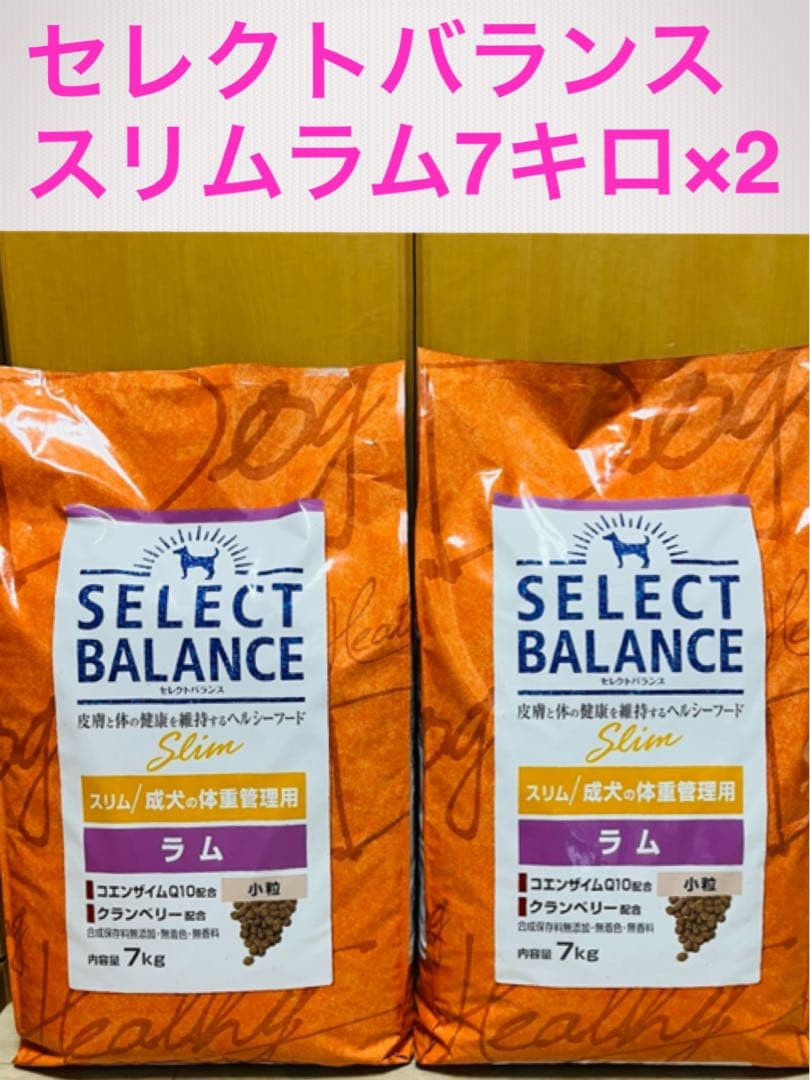 セレクトバランス
スリムラム7キロ×2
Dog
Healthy
SELECT
BALANCE
セレクトバランス
皮膚と体の健康を維持するヘルシーフード
Slim
スリム/成犬の体重管理用
ラム
コエンザイムQ10配合
小粒
クランベリー配合
合成保存料無添加・無着色・無香料
内容量 7kg
Healthy
Dog
SELECT
BALANCE
セレクトバランス
皮膚と体の健康を維持するヘルシーフード
Slim
スリム/成犬の体重管理用
ラム
コエンザイムQ10配合
小粒
クランベリー配合
合成保存料無添加・無着色・無香料
内容量 7kg
Healthy